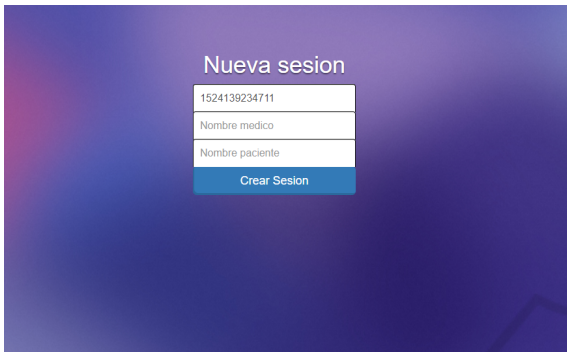 Nueva sesion
1524139234711
Nombre medico
Nombre paciente
Crear Sesion